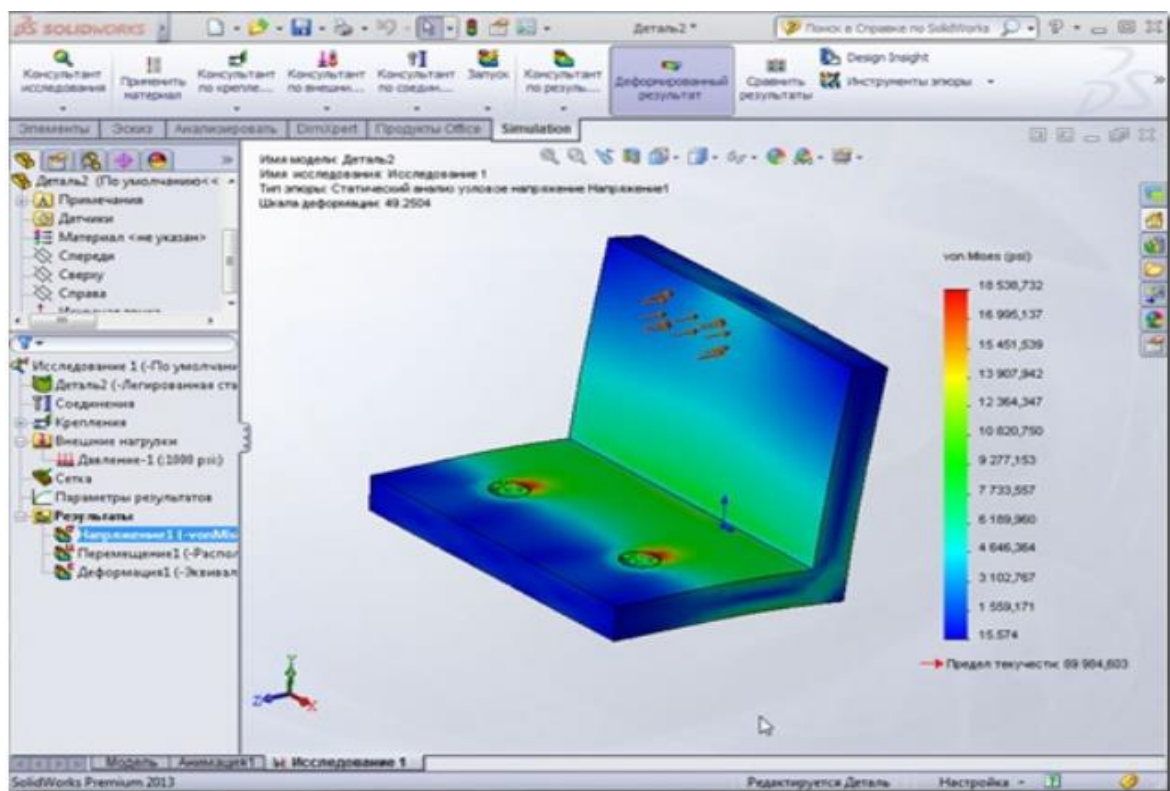 SOLIDWORKS
Деталь2 *
Поиск в Справке по SolidWorks
Консультант исследования
Применить материал
Консультант по крепле...
Консультант по внешни...
Консультант по соедин...
Запуск
Консультант по резуль...
Деформированный результат
Сравнить результаты
Design Insight
Инструменты эпюры
Элементы Эскиз Анализировать DimXpert Продукты Office Simulation
Деталь2 (По умолчанию<<
Примечания
Датчики
Материал <не указан>
Спереди
Сверху
Справа
Исследование 1 (-По умолчани
Деталь2 (-Легированная ста
Соединения
Крепления
Внешние нагрузки
Давление-1 (:1000 psi:)
Сетка
Параметры результатов
Результаты
Напряжение1 (-vonMis
Перемещение1 (-Распол
Деформация1 (-Эквивал
Имя модели: Деталь2
Имя исследования: Исследование 1
Тип эпюры: Статический анализ узловое напряжение Напряжение1
Шкала деформации: 49.2504
von Mises (psi)
18 538,732
16 995,137
15 451,539
13 907,942
12 364,347
10 820,750
9 277,153
7 733,557
6 189,960
4 646,364
3 102,767
1 559,171
15.574
Предел текучести: 89 984,603
Y
Z
X
Модель Анимация1 Исследование 1
SolidWorks Premium 2013
Редактируется Деталь
Настройка